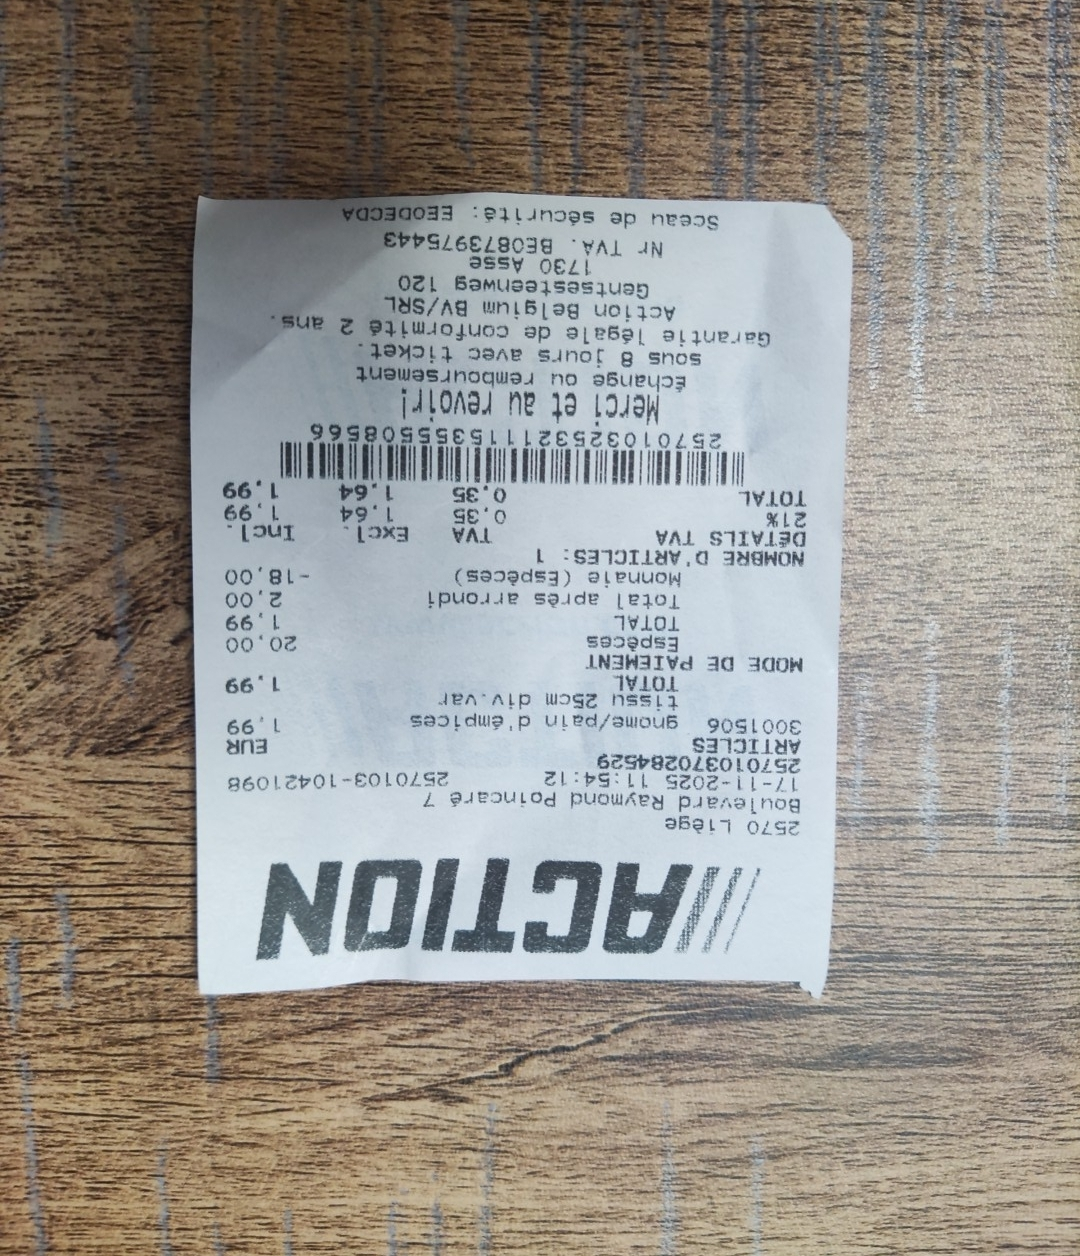 ACTION
2570 Liège
Boulevard Raymond Poincaré 7
17-11-2025 11:54:12 2570103-10421098
257010370284529
ARTICLES EUR
3001506 gnome/pain d'émpices 1,99
tissu 25cm div.var
TOTAL 1,99
MODE DE PAIEMENT
Espèces 20,00
TOTAL 1,99
Total après arrondi 2,00
Monnaie (Espèces) -18,00
NOMBRE D'ARTICLES: 1
DÉTAILS TVA TVA Excl. Incl.
21% 0,35 1,64 1,99
TOTAL 0,35 1,64 1,99
2570103253211153555508566
Merci et au revoir!
Échange ou remboursement
sous 8 jours avec ticket.
Garantie légale de conformité 2 ans.
Action Belgium BV/SRL
Gentsesteenweg 120
1730 Asse
Nr TVA. BE0873975443
Sceau de sécurité: EEODECDA